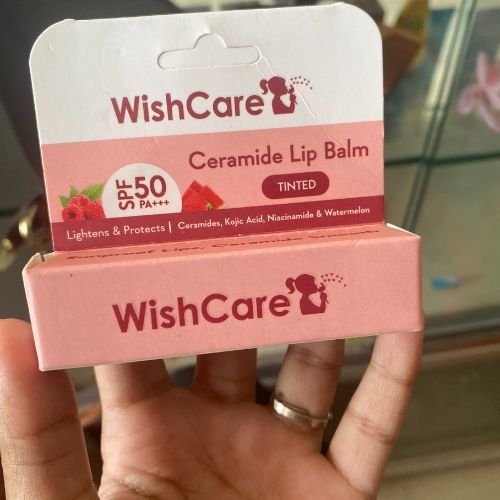 WishCare
Ceramide Lip Balm
TINTED
SPF 50
PA+++
Lightens & Protects | Ceramides, Kojic Acid, Niacinamide & Watermelon
WishCare